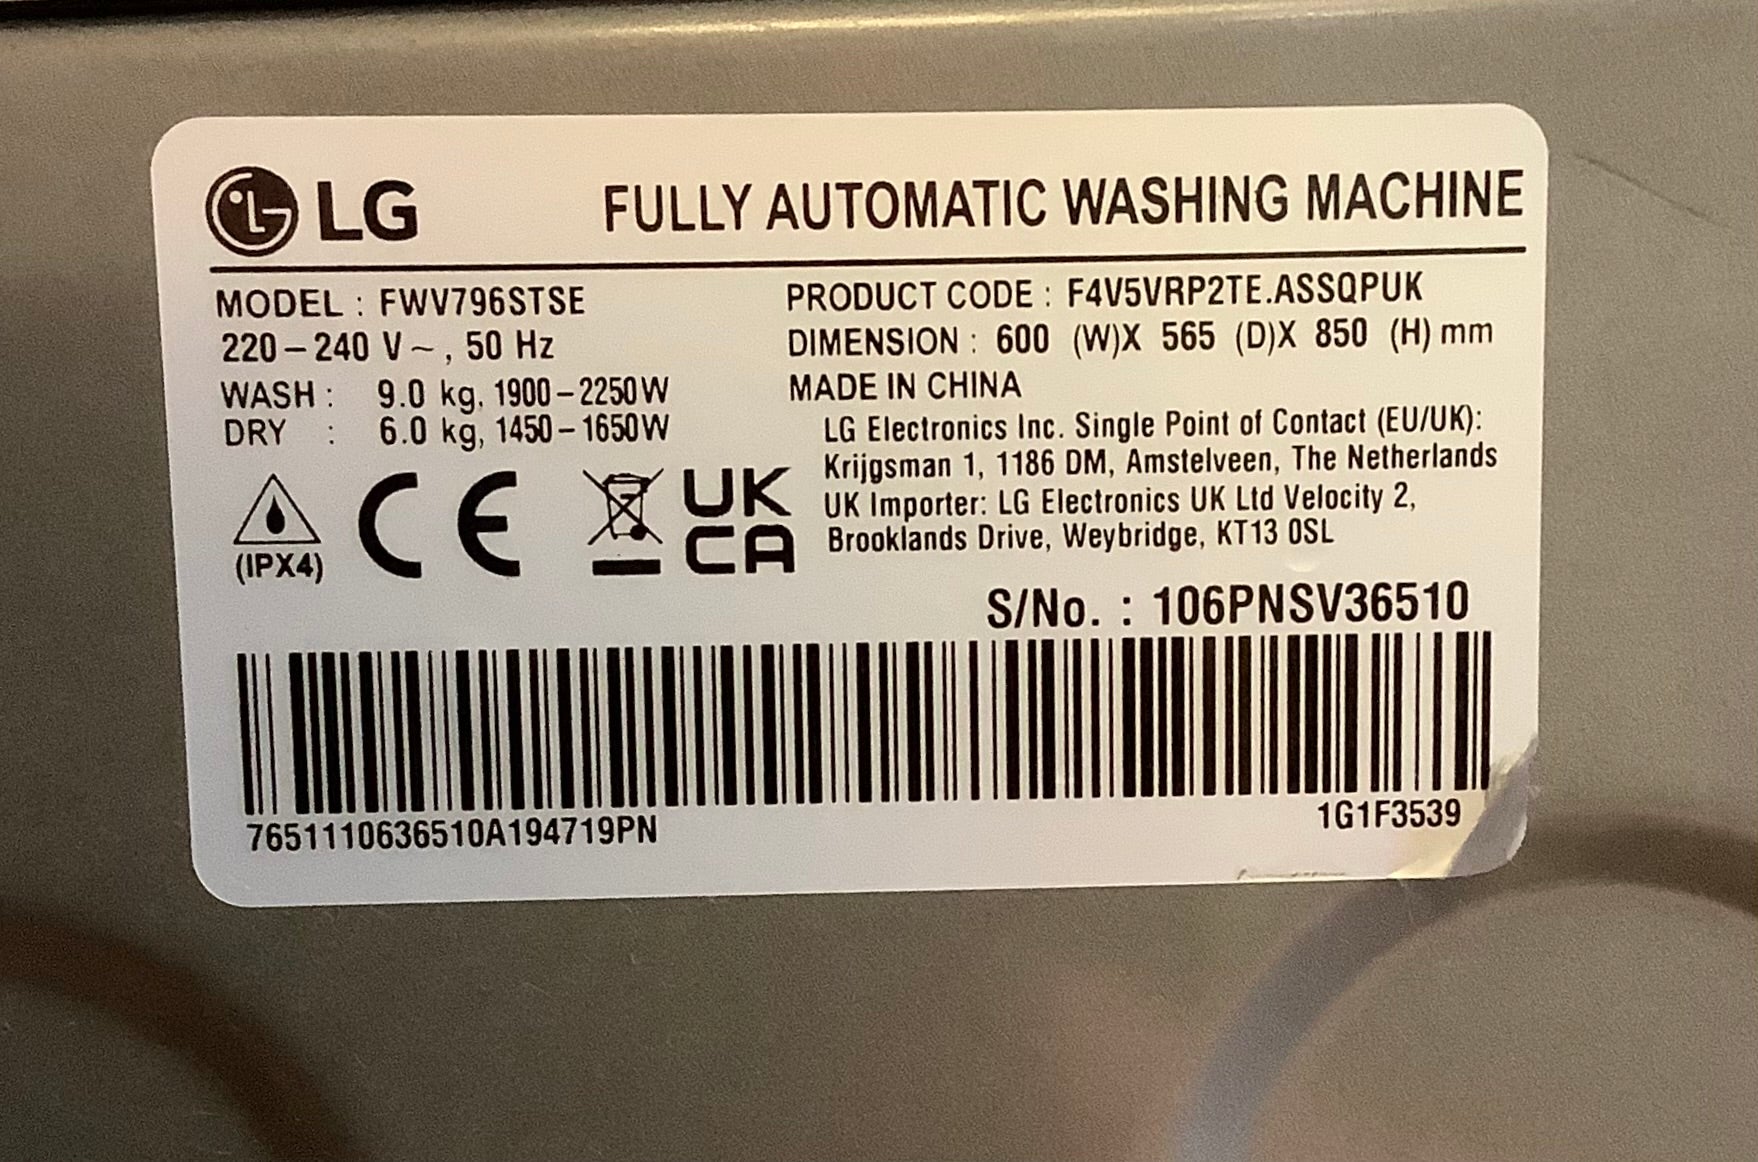 LG FULLY AUTOMATIC WASHING MACHINE
MODEL : FWV796STSE
220–240 V~, 50 Hz
WASH : 9.0 kg, 1900–2250W
DRY : 6.0 kg, 1450–1650W
PRODUCT CODE : F4V5VRP2TE.ASSQPUK
DIMENSION : 600 (W)X 565 (D)X 850 (H) mm
MADE IN CHINA
LG Electronics Inc. Single Point of Contact (EU/UK):
Krijgsman 1, 1186 DM, Amstelveen, The Netherlands
UK Importer: LG Electronics UK Ltd Velocity 2,
Brooklands Drive, Weybridge, KT13 0SL
(IPX4)
CE
UK
CA
S/No. : 106PNSV36510
7651110636510A194719PN
1G1F3539